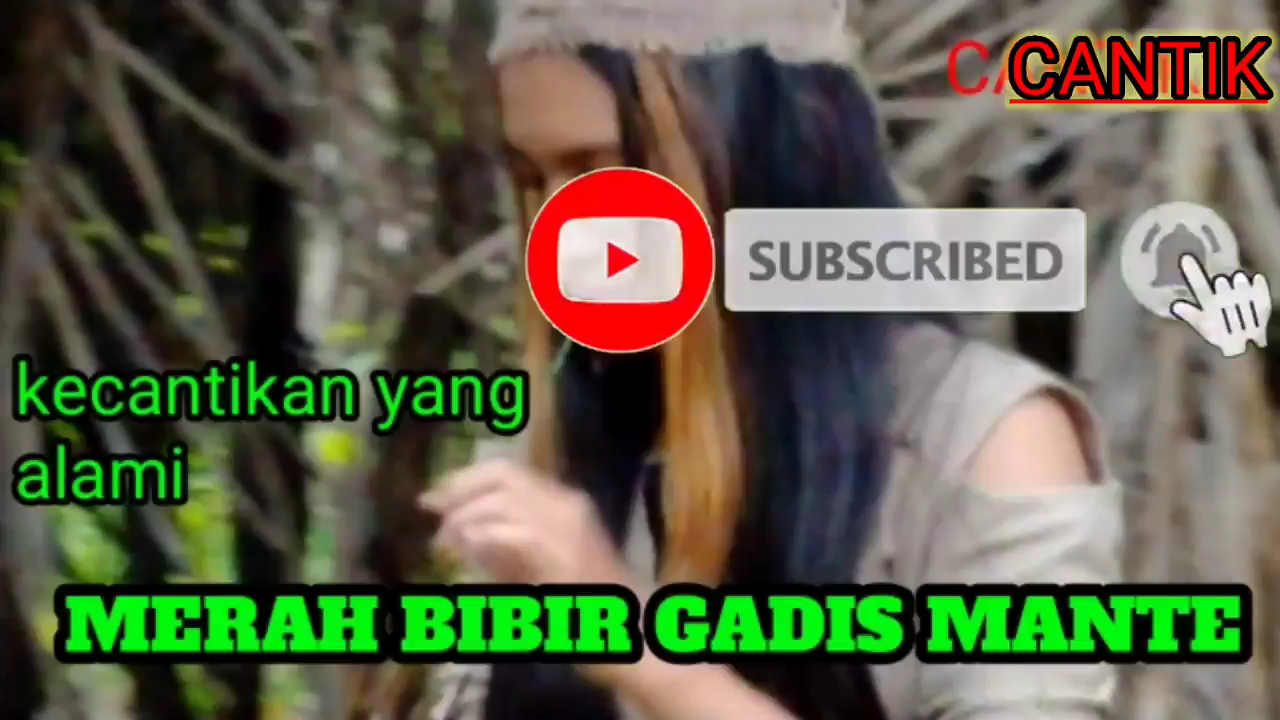 CANTIK
SUBSCRIBED
kecantikan yang
alami
MERAH BIBIR GADIS MANTE